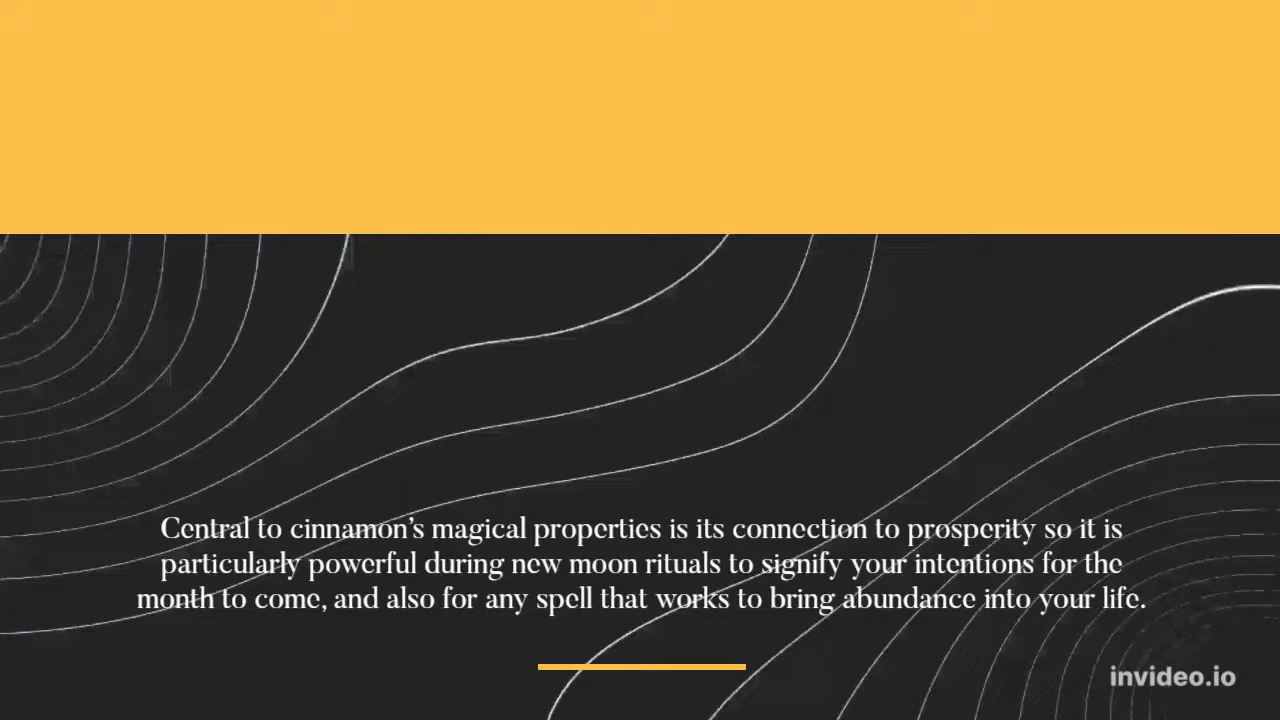 Central to cinnamon’s magical properties is its connection to prosperity so it is
particularly powerful during new moon rituals to signify your intentions for the
month to come, and also for any spell that works to bring abundance into your life.
invideo.io